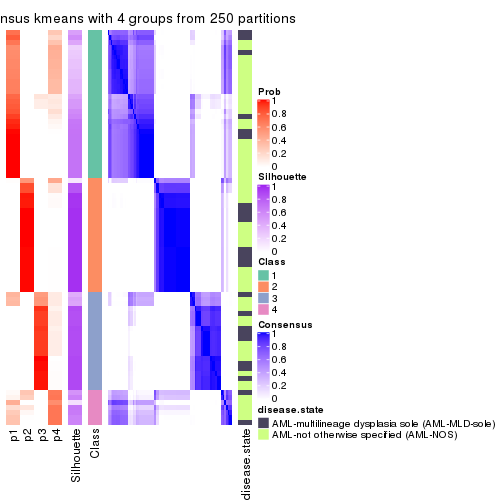 nsus kmeans with 4 groups from 250 partitions
Prob
1
0.8
0.6
0.4
0.2
0
Silhouette
1
0.8
0.6
0.4
0.2
0
Class
1
2
3
4
Consensus
1
0.8
0.6
0.4
0.2
0
disease.state
AML-multilineage dysplasia sole (AML-MLD-sole)
AML-not otherwise specified (AML-NOS)
p1
p2
p3
p4
Silhouette
Class
disease.state